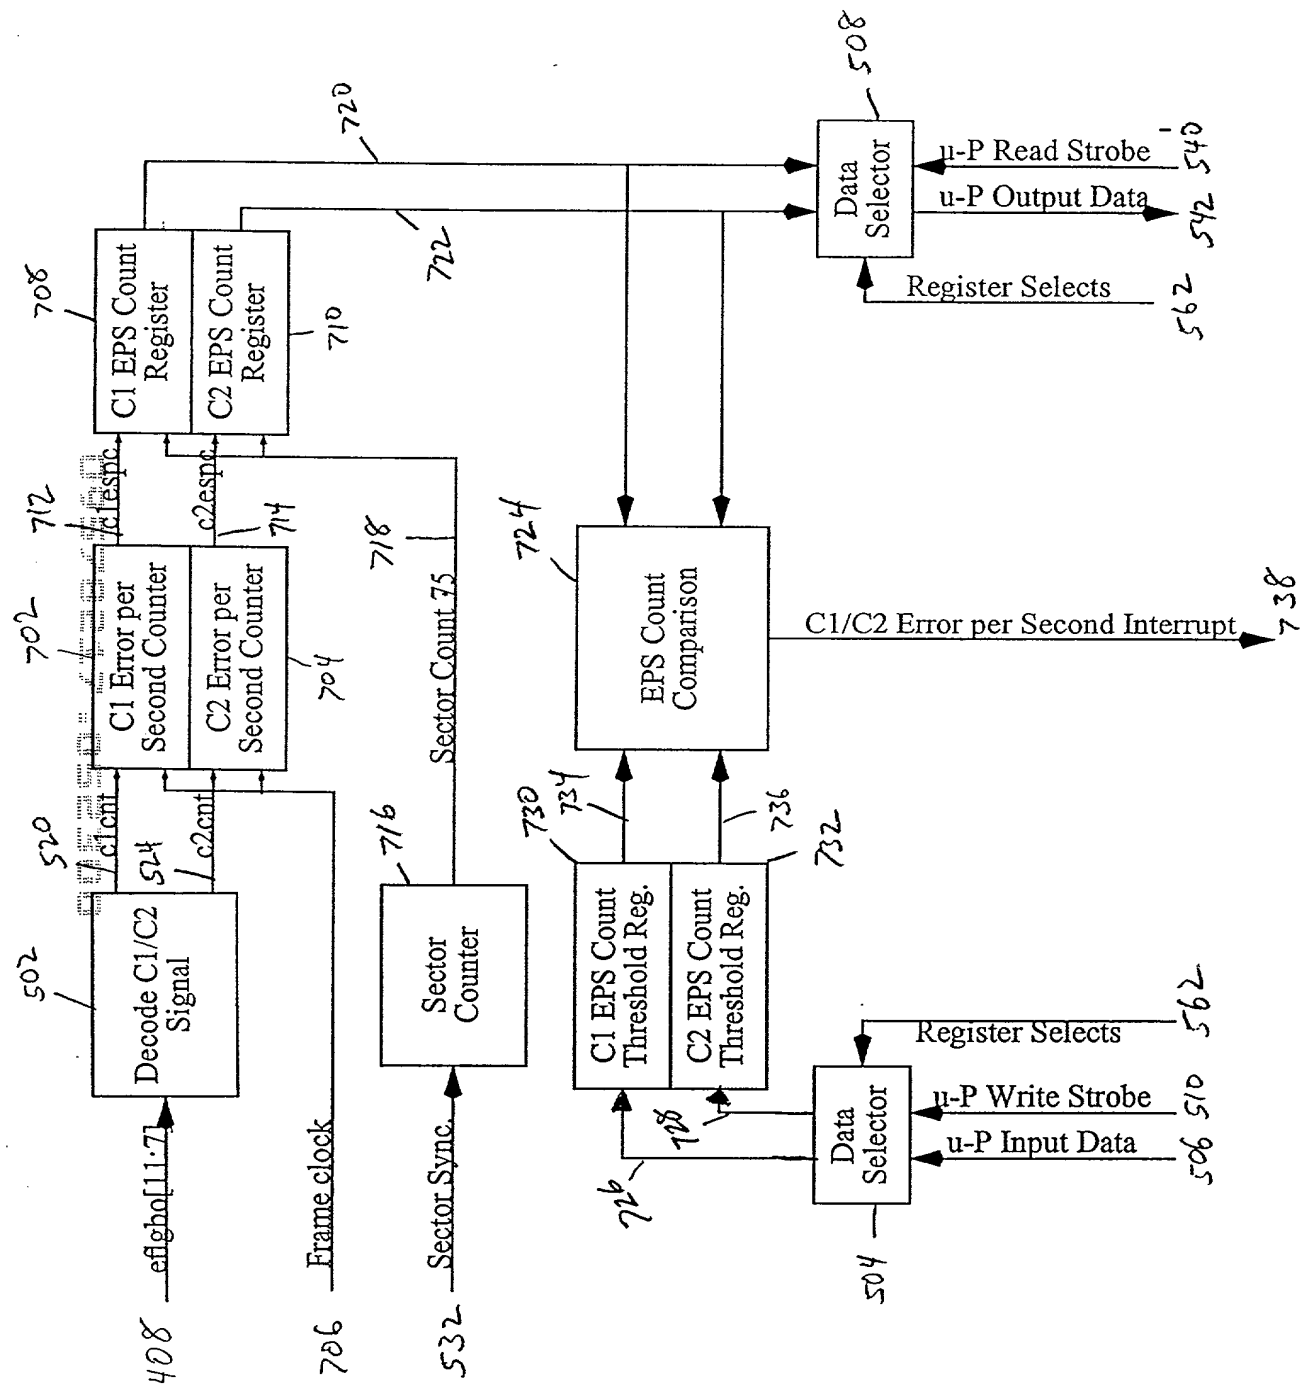 408
eflgbo[11·7]
502
Decode C1/C2
Signal
520
c1cnt
524
c2cnt
702
C1 Error per
Second Counter
C2 Error per
Second Counter
704
712
c1espc
c2espc
714
708
C1 EPS Count
Register
C2 EPS Count
Register
710
720
722
706
Frame clock
532
Sector Sync.
716
Sector
Counter
Sector Count 75
718
726
728
730
C1 EPS Count
Threshold Reg.
C2 EPS Count
Threshold Reg.
732
734
736
724
EPS Count
Comparison
C1/C2 Error per Second Interrupt
738
504
Data
Selector
u-P Input Data
506
u-P Write Strobe
510
Register Selects
562
508
Data
Selector
Register Selects
562
u-P Output Data
542
u-P Read Strobe
540